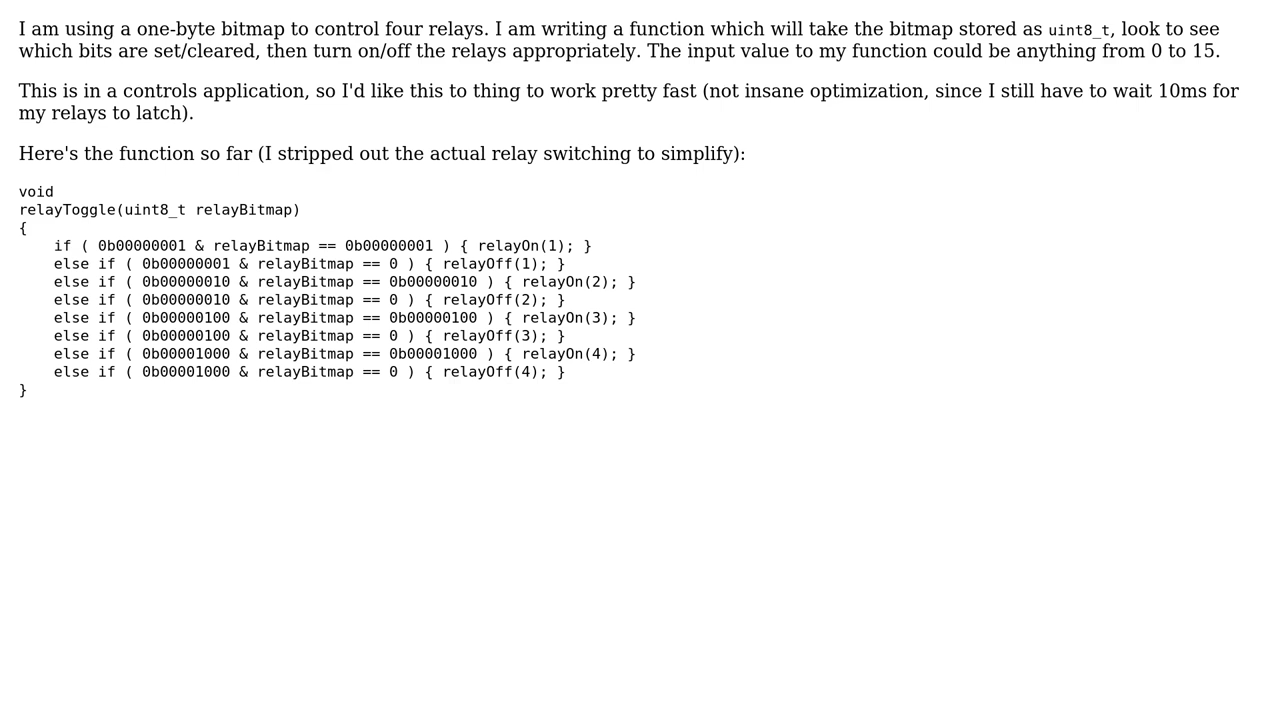 I am using a one-byte bitmap to control four relays. I am writing a function which will take the bitmap stored as uint8_t, look to see
which bits are set/cleared, then turn on/off the relays appropriately. The input value to my function could be anything from 0 to 15.
This is in a controls application, so I'd like this to thing to work pretty fast (not insane optimization, since I still have to wait 10ms for
my relays to latch).
Here's the function so far (I stripped out the actual relay switching to simplify):
void
relayToggle(uint8_t relayBitmap)
{
    if ( 0b00000001 & relayBitmap == 0b00000001 ) { relayOn(1); }
    else if ( 0b00000001 & relayBitmap == 0 ) { relayOff(1); }
    else if ( 0b00000010 & relayBitmap == 0b00000010 ) { relayOn(2); }
    else if ( 0b00000010 & relayBitmap == 0 ) { relayOff(2); }
    else if ( 0b00000100 & relayBitmap == 0b00000100 ) { relayOn(3); }
    else if ( 0b00000100 & relayBitmap == 0 ) { relayOff(3); }
    else if ( 0b00001000 & relayBitmap == 0b00001000 ) { relayOn(4); }
    else if ( 0b00001000 & relayBitmap == 0 ) { relayOff(4); }
}